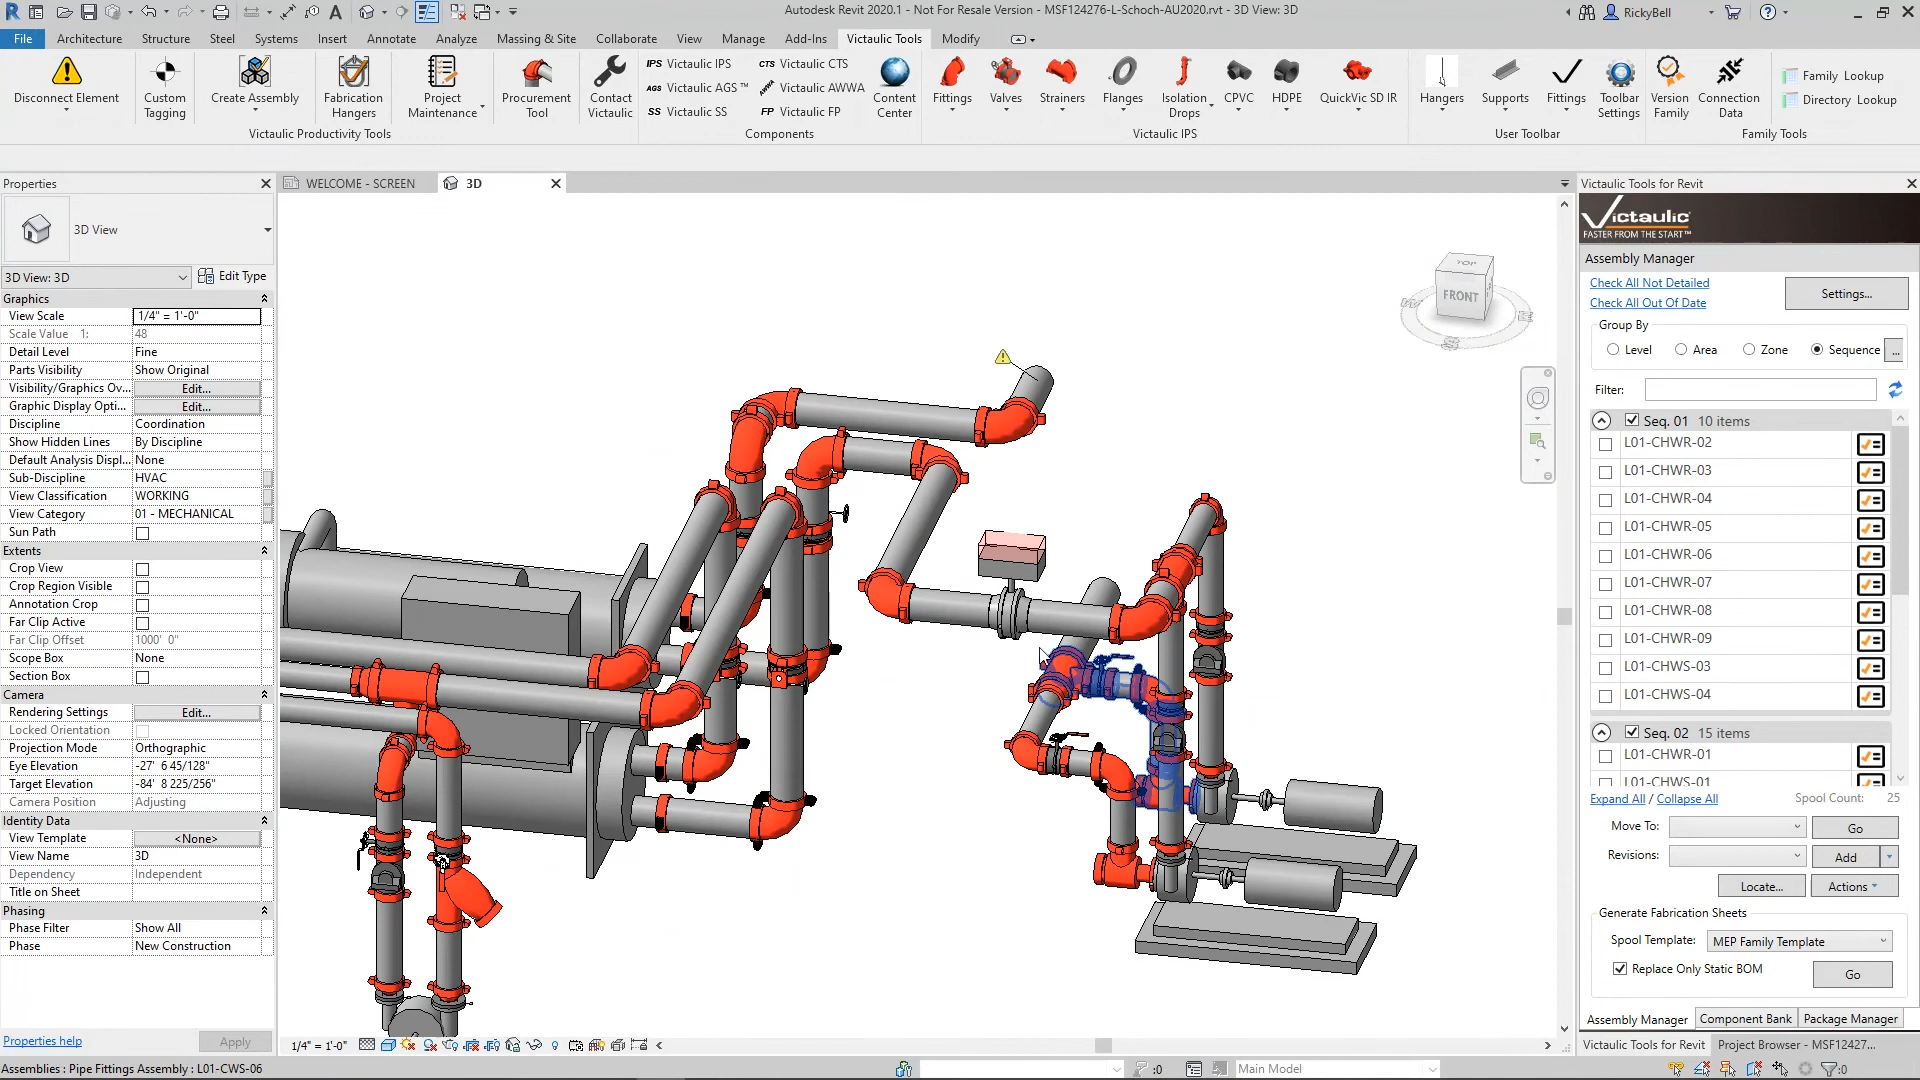 Autodesk Revit 2020.1 - Not For Resale Version - MSF124276-L-Schoch-AU2020.rvt - 3D View: 3D
RickyBell
File Architecture Structure Steel Systems Insert Annotate Analyze Massing & Site Collaborate View Manage Add-Ins Victaulic Tools Modify
IPS Victaulic IPS
CTS Victaulic CTS
AGS Victaulic AGS™
Victaulic AWWA
SS Victaulic SS
FP Victaulic FP
Disconnect Element
Custom Tagging
Create Assembly
Fabrication Hangers
Project Maintenance
Procurement Tool
Contact Victaulic
Content Center
Fittings
Valves
Strainers
Flanges
Isolation Drops
CPVC
HDPE
QuickVic SD IR
Hangers
Supports
Fittings
Toolbar Settings
Version Family
Connection Data
Family Lookup
Directory Lookup
Victaulic Productivity Tools
Components
Victaulic IPS
User Toolbar
Family Tools
Properties
3D View
3D View: 3D
Edit Type
Graphics
View Scale 1/4" = 1'-0"
Scale Value 1: 48
Detail Level Fine
Parts Visibility Show Original
Visibility/Graphics Ov... Edit...
Graphic Display Opti... Edit...
Discipline Coordination
Show Hidden Lines By Discipline
Default Analysis Displ... None
Sub-Discipline HVAC
View Classification WORKING
View Category 01 - MECHANICAL
Sun Path
Extents
Crop View
Crop Region Visible
Annotation Crop
Far Clip Active
Far Clip Offset 1000' 0"
Scope Box None
Section Box
Camera
Rendering Settings Edit...
Locked Orientation
Projection Mode Orthographic
Eye Elevation -27' 6 45/128"
Target Elevation -84' 8 225/256"
Camera Position Adjusting
Identity Data
View Template <None>
View Name 3D
Dependency Independent
Title on Sheet
Phasing
Phase Filter Show All
Phase New Construction
Properties help
Apply
WELCOME - SCREEN
3D
TOP
FRONT
W
S
E
1/4" = 1'-0"
Victaulic Tools for Revit
Victaulic
FASTER FROM THE START™
Assembly Manager
Check All Not Detailed
Check All Out Of Date
Settings...
Group By
Level Area Zone Sequence ...
Filter:
Seq. 01 10 items
L01-CHWR-02
L01-CHWR-03
L01-CHWR-04
L01-CHWR-05
L01-CHWR-06
L01-CHWR-07
L01-CHWR-08
L01-CHWR-09
L01-CHWS-03
L01-CHWS-04
Seq. 02 15 items
L01-CHWR-01
L01-CHWS-01
Expand All / Collapse All
Spool Count: 25
Move To: Go
Revisions: Add
Locate... Actions
Generate Fabrication Sheets
Spool Template: MEP Family Template
Replace Only Static BOM
Go
Assembly Manager Component Bank Package Manager
Victaulic Tools for Revit Project Browser - MSF12427...
Assemblies : Pipe Fittings Assembly : L01-CWS-06
:0
Main Model
:0